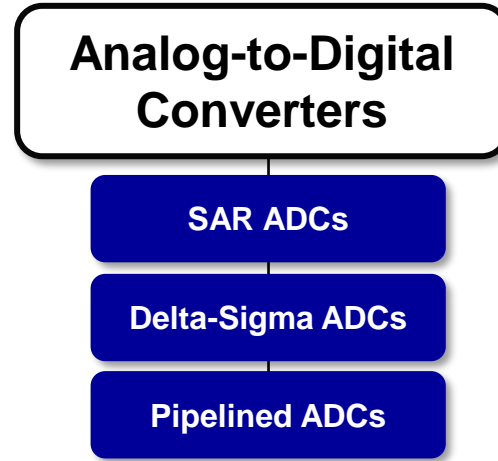 Analog-to-Digital
Converters
SAR ADCs
Delta-Sigma ADCs
Pipelined ADCs